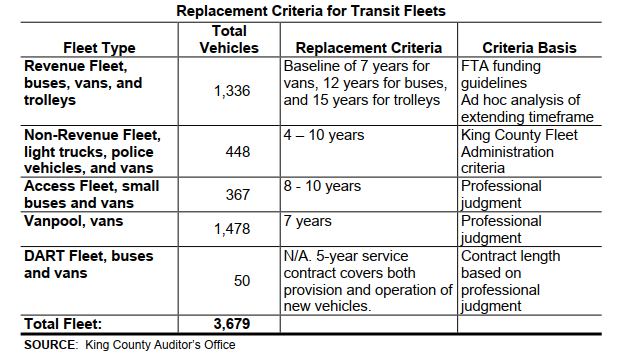 Replacement Criteria for Transit Fleets
Fleet Type Total Vehicles Replacement Criteria Criteria Basis
Revenue Fleet, Baseline of 7 years for FTA funding
buses, vans, and 1,336 vans, 12 years for buses, guidelines
trolleys and 15 years for trolleys Ad hoc analysis of
extending timeframe
Non-Revenue Fleet, 4 – 10 years King County Fleet
light trucks, police 448 Administration
vehicles, and vans criteria
Access Fleet, small 367 8 - 10 years Professional
buses and vans judgment
Vanpool, vans 1,478 7 years Professional
judgment
DART Fleet, buses N/A. 5-year service Contract length
and vans 50 contract covers both based on
provision and operation of professional
new vehicles. judgment
Total Fleet: 3,679
SOURCE: King County Auditor's Office